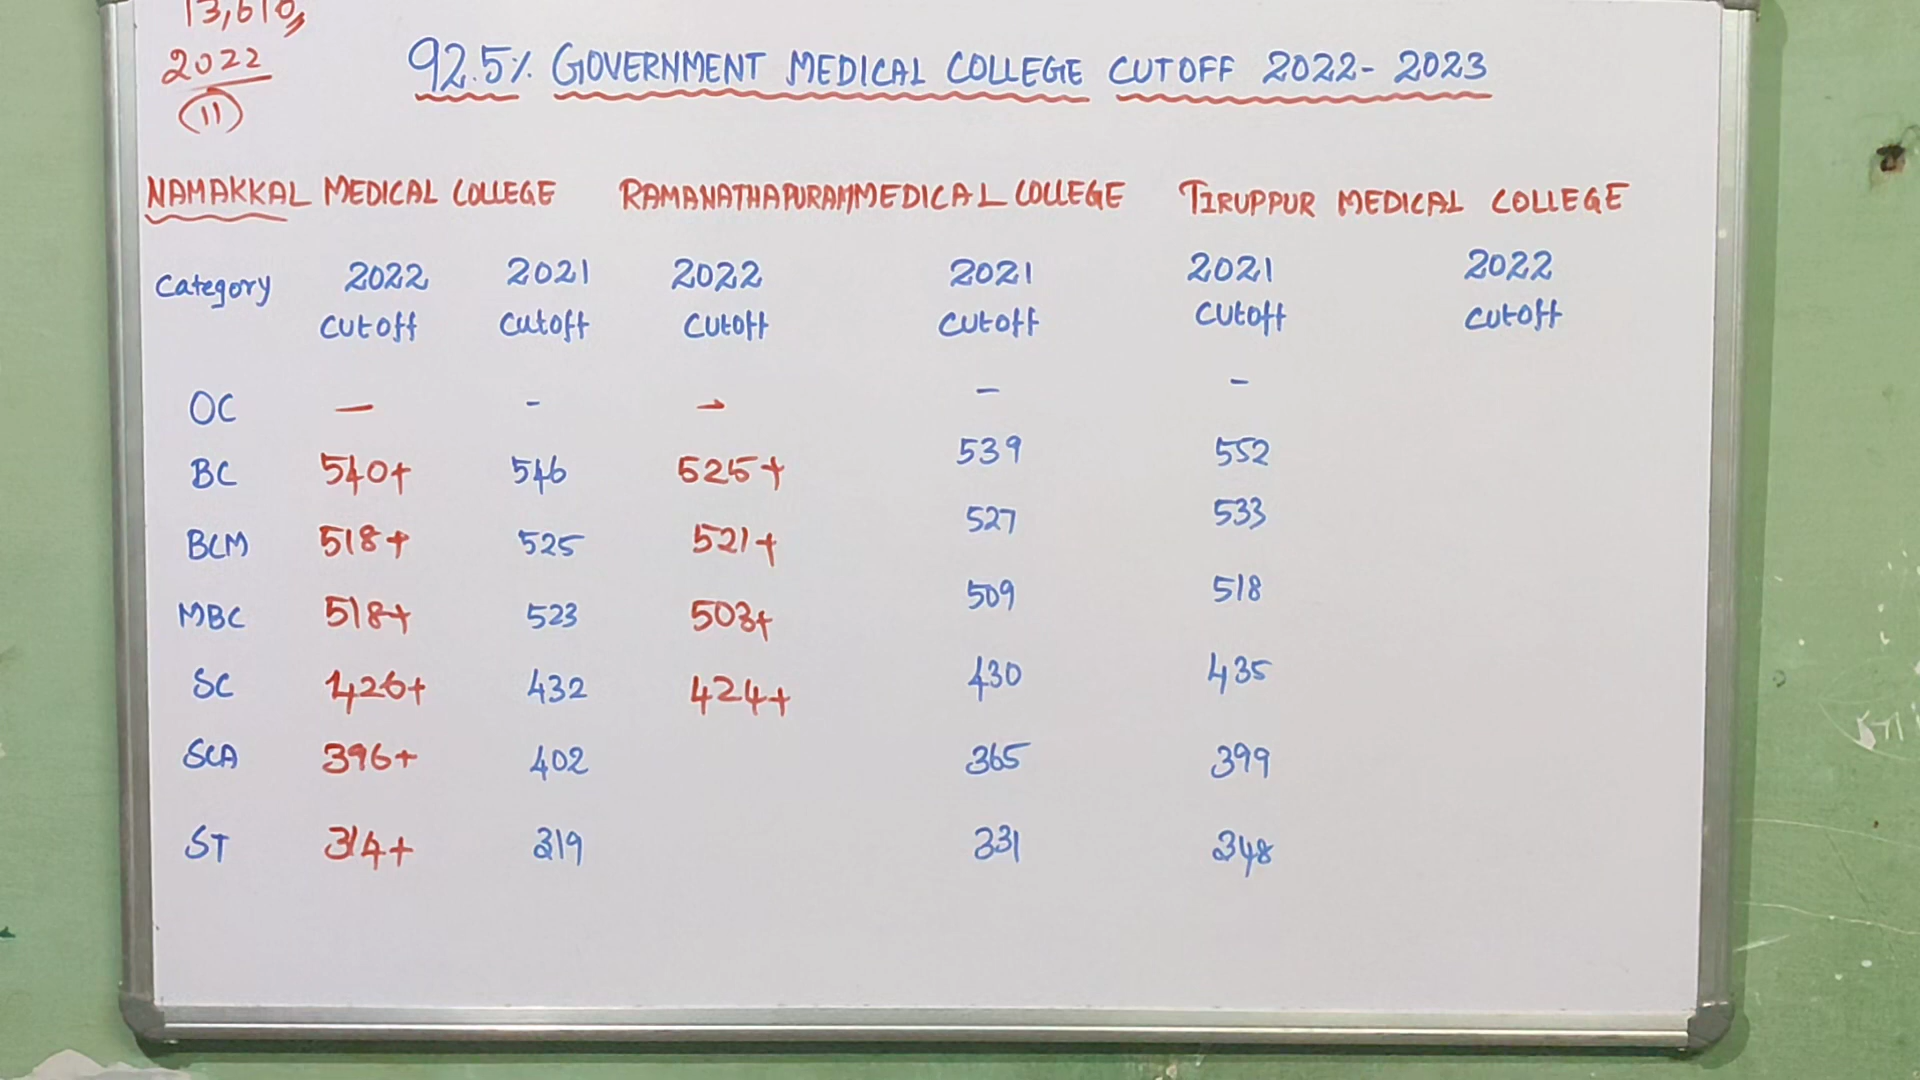 13,610
2022
11
92.5% GOVERNMENT MEDICAL COLLEGE CUTOFF 2022-2023
NAMAKKAL MEDICAL COLLEGE RAMANATHAPURAM MEDICAL COLLEGE TIRUPPUR MEDICAL COLLEGE
Category 2022 cutoff 2021 cutoff 2022 cutoff 2021 cutoff 2021 cutoff 2022 cutoff
OC — - - - -
BC 540+ 546 525+ 539 552
BCM 518+ 525 521+ 527 533
MBC 518+ 523 503+ 509 518
SC 426+ 432 424+ 430 435
SCA 396+ 402 365 399
ST 314+ 319 331 348